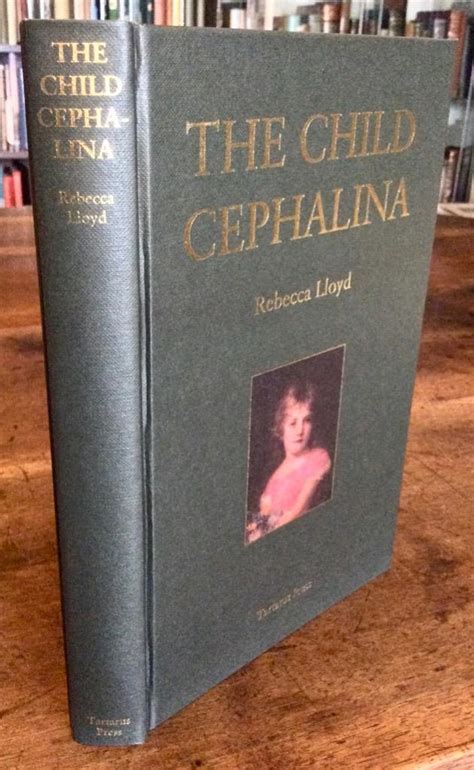 THE
CHILD
CEPHA-
LINA
Rebecca
Lloyd
Tartarus
Press
THE CHILD
CEPHALINA
Rebecca Lloyd
Tartarus Press